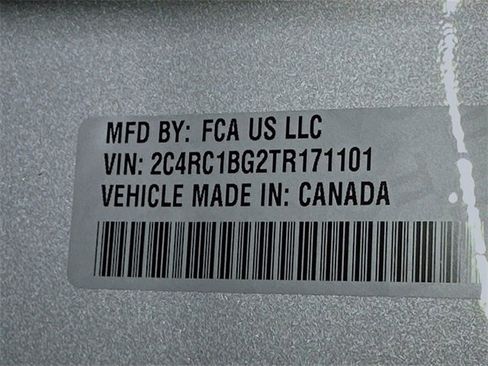 MFD BY: FCA US LLC
VIN: 2C4RC1BG2TR171101
VEHICLE MADE IN: CANADA